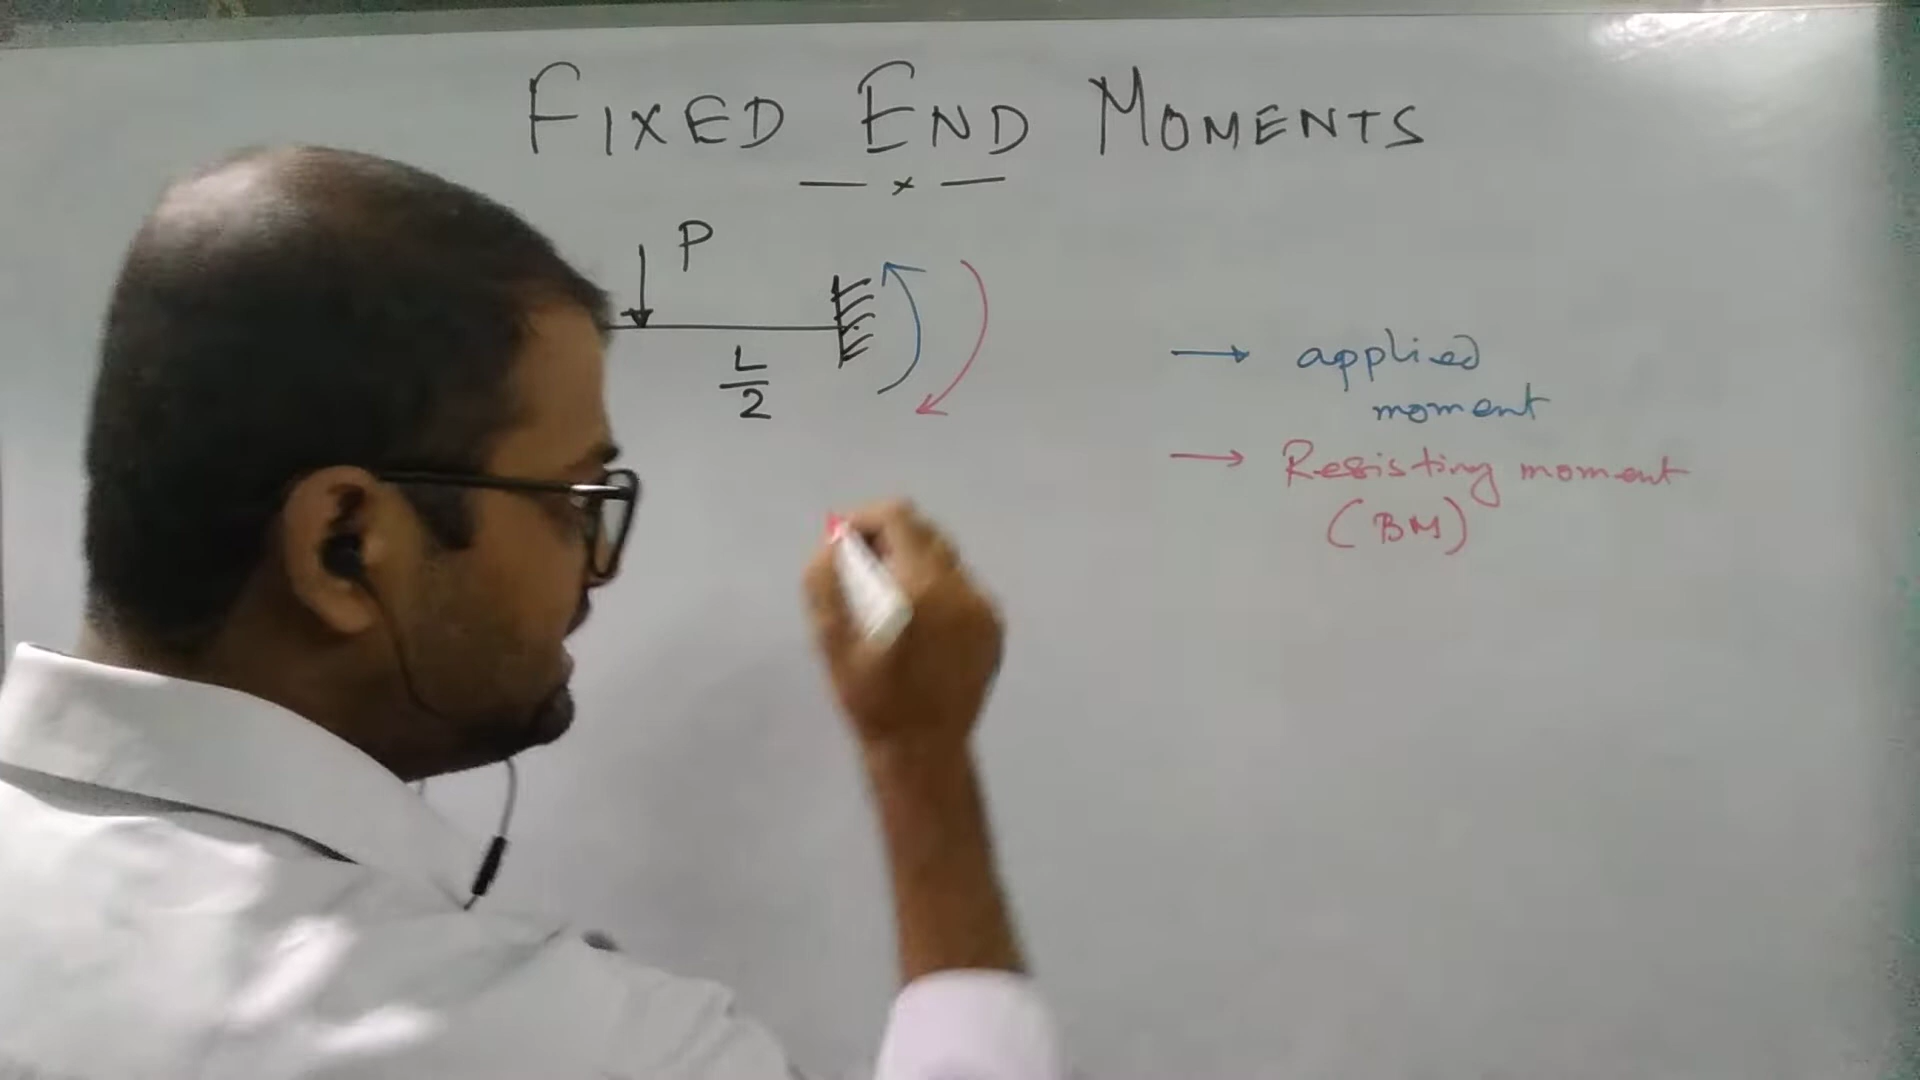 FIXED END MOMENTS
P
L
2
applied
moment
Resisting moment
(BM)